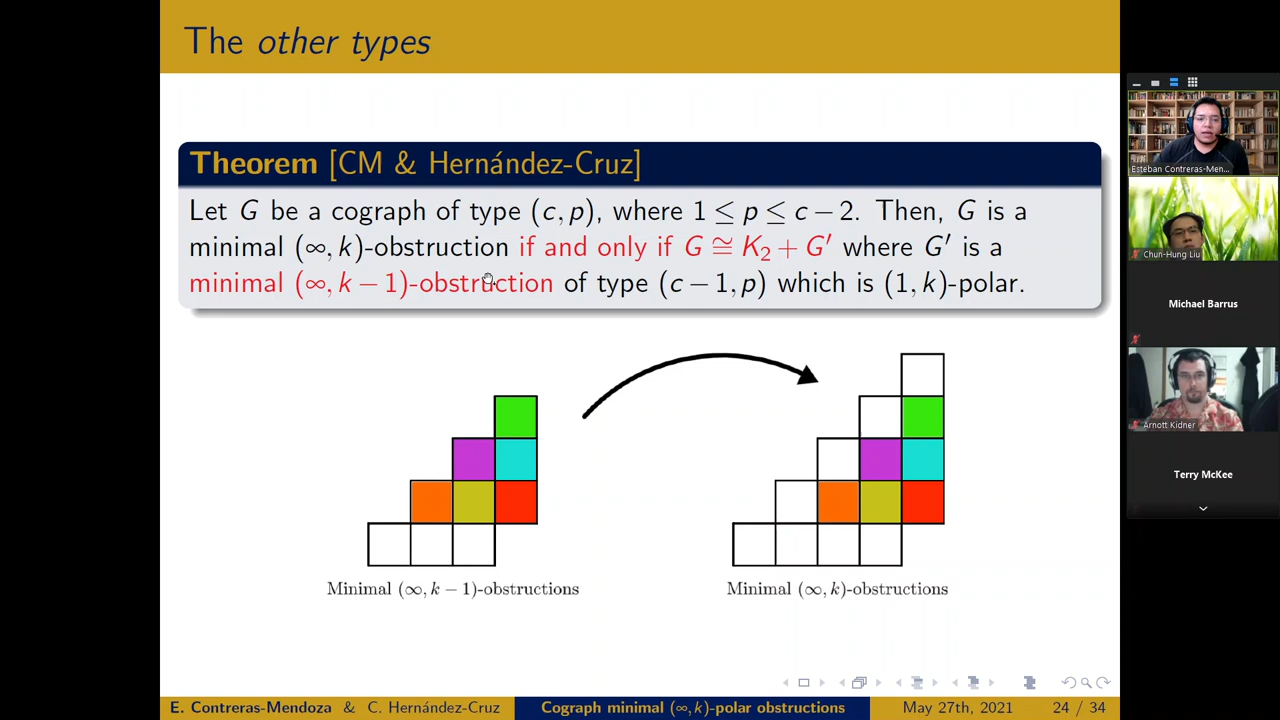 The other types
Theorem [CM & Hernández-Cruz]
Let G be a cograph of type (c, p), where 1 ≤ p ≤ c − 2. Then, G is a
minimal (∞, k)-obstruction if and only if G ≅ K₂ + G′ where G′ is a
minimal (∞, k − 1)-obstruction of type (c − 1, p) which is (1, k)-polar.
Minimal (∞, k − 1)-obstructions
Minimal (∞, k)-obstructions
E. Contreras-Mendoza & C. Hernández-Cruz
Cograph minimal (∞, k)-polar obstructions
May 27th, 2021
24 / 34
Esteban Contreras-Men...
Chun-Hung Liu
Michael Barrus
Arnott Kidner
Terry McKee